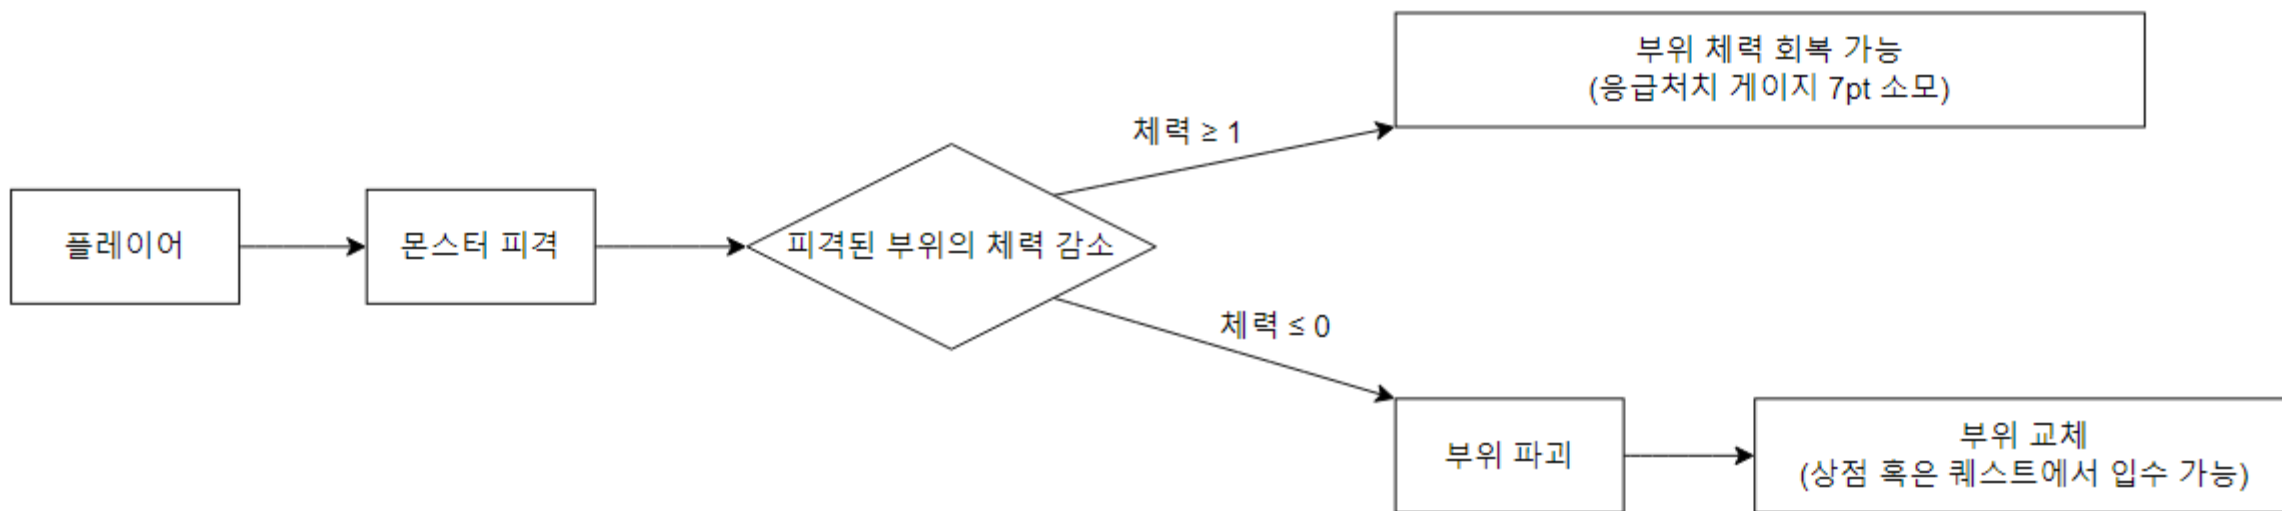 플레이어
몬스터 피격
피격된 부위의 체력 감소
체력 ≥ 1
부위 체력 회복 가능
(응급처치 게이지 7pt 소모)
체력 ≤ 0
부위 파괴
부위 교체
(상점 혹은 퀘스트에서 입수 가능)